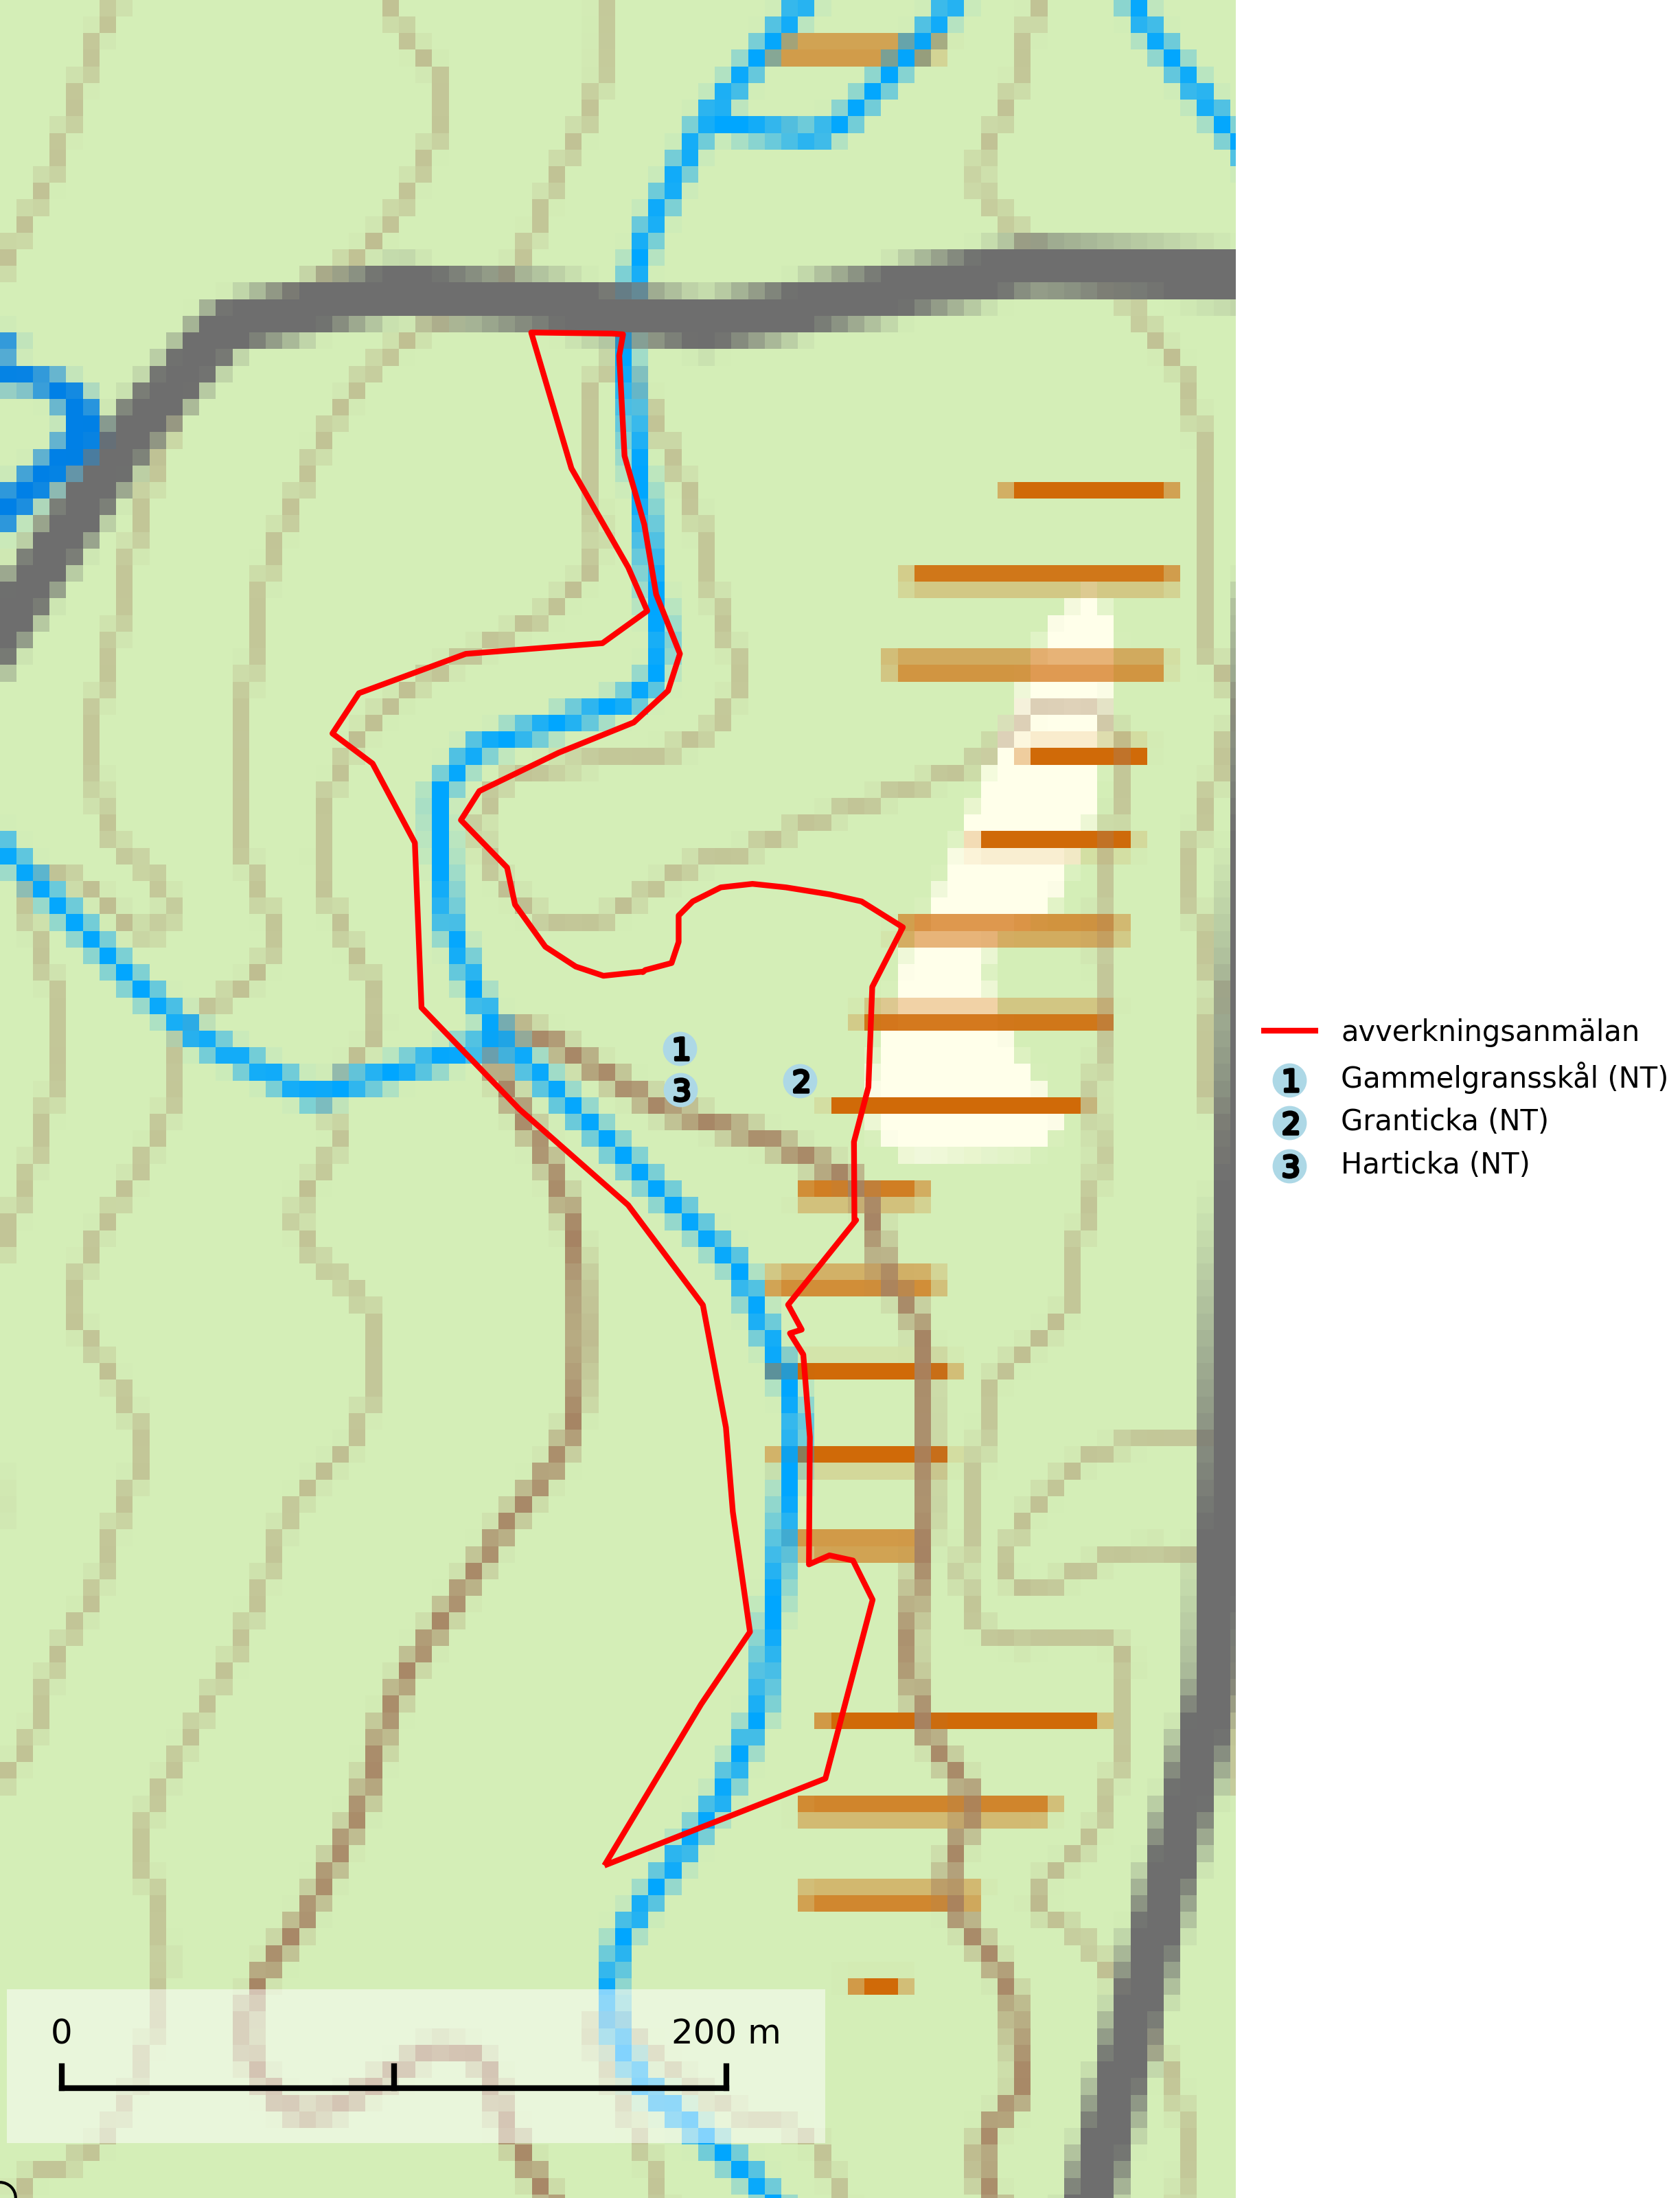 avverkningsanmälan
1 Gammelgransskål (NT)
2 Granticka (NT)
3 Harticka (NT)
1
3
2
0 200 m